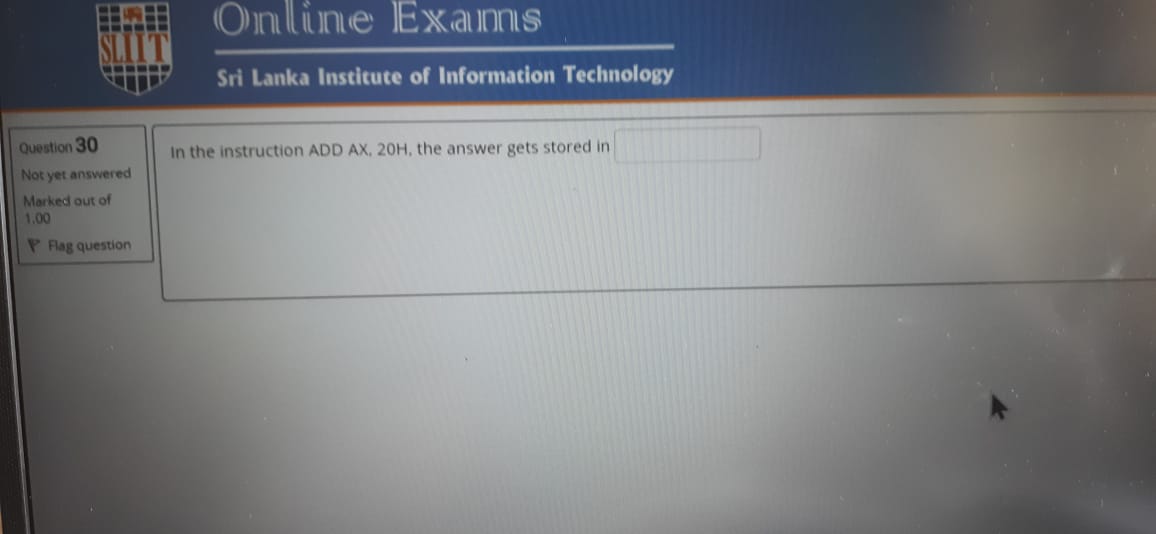 Online Exams
SLIIT
Sri Lanka Institute of Information Technology
Question 30
Not yet answered
Marked out of
1.00
Flag question
In the instruction ADD AX, 20H, the answer gets stored in